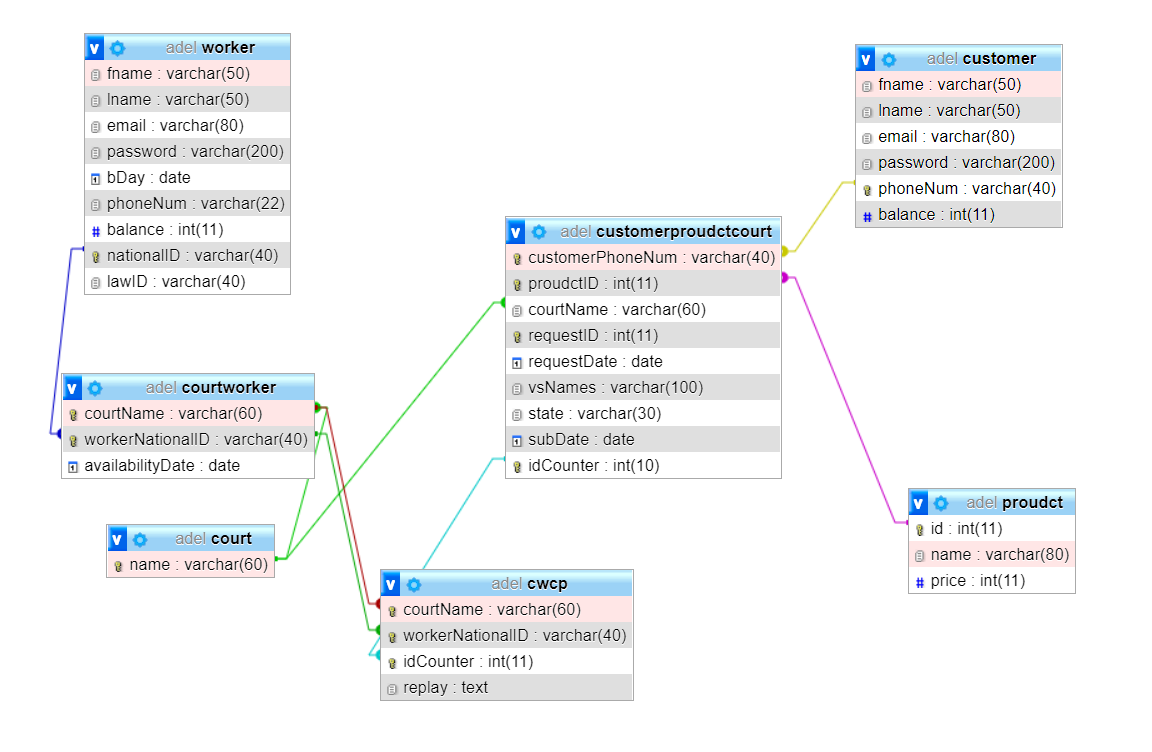 v adel worker
fname : varchar(50)
lname : varchar(50)
email : varchar(80)
password : varchar(200)
bDay : date
phoneNum : varchar(22)
# balance : int(11)
nationalID : varchar(40)
lawID : varchar(40)
v adel customer
fname : varchar(50)
lname : varchar(50)
email : varchar(80)
password : varchar(200)
phoneNum : varchar(40)
# balance : int(11)
v adel customerproudctcourt
customerPhoneNum : varchar(40)
proudctID : int(11)
courtName : varchar(60)
requestID : int(11)
requestDate : date
vsNames : varchar(100)
state : varchar(30)
subDate : date
idCounter : int(10)
v adel courtworker
courtName : varchar(60)
workerNationalID : varchar(40)
availabilityDate : date
v adel court
name : varchar(60)
v adel cwcp
courtName : varchar(60)
workerNationalID : varchar(40)
idCounter : int(11)
replay : text
v adel proudct
id : int(11)
name : varchar(80)
# price : int(11)